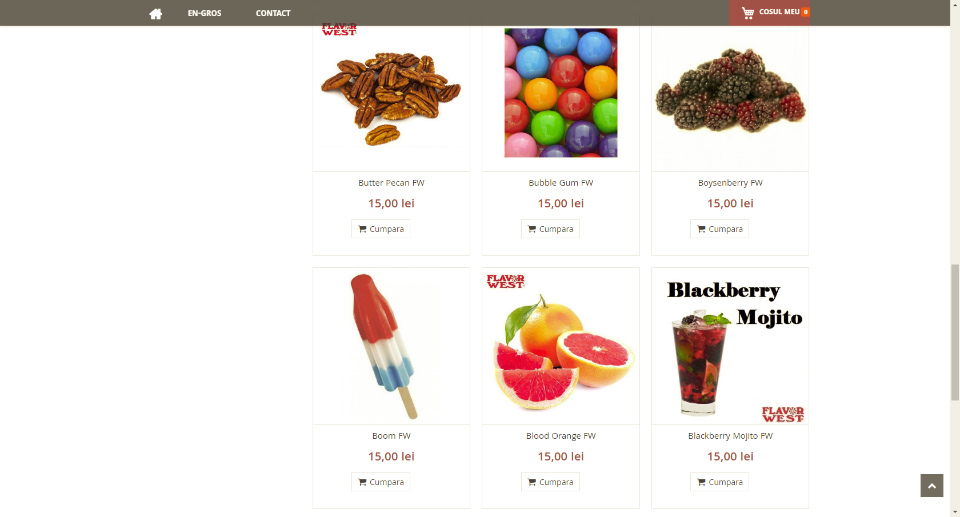 EN-GROS
CONTACT
COSUL MEU 0
FLAVOR
WEST
Butter Pecan FW
15,00 lei
Cumpara
Bubble Gum FW
15,00 lei
Cumpara
Boysenberry FW
15,00 lei
Cumpara
Boom FW
15,00 lei
Cumpara
FLAVOR
WEST
Blood Orange FW
15,00 lei
Cumpara
Blackberry
Mojito
FLAVOR
WEST
Blackberry Mojito FW
15,00 lei
Cumpara